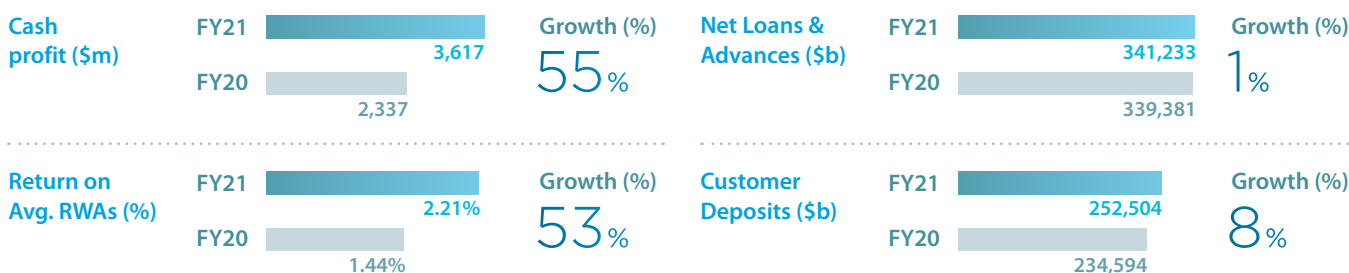 Cash
profit ($m)
FY21
3,617
FY20
2,337
Growth (%)
55%
Net Loans &
Advances ($b)
FY21
341,233
FY20
339,381
Growth (%)
1%
Return on
Avg. RWAs (%)
FY21
2.21%
FY20
1.44%
Growth (%)
53%
Customer
Deposits ($b)
FY21
252,504
FY20
234,594
Growth (%)
8%